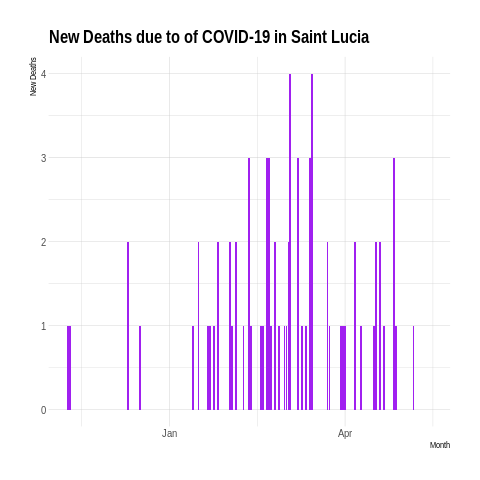 New Deaths due to of COVID-19 in Saint Lucia
New Deaths
4
3
2
1
0
Jan
Apr
Month